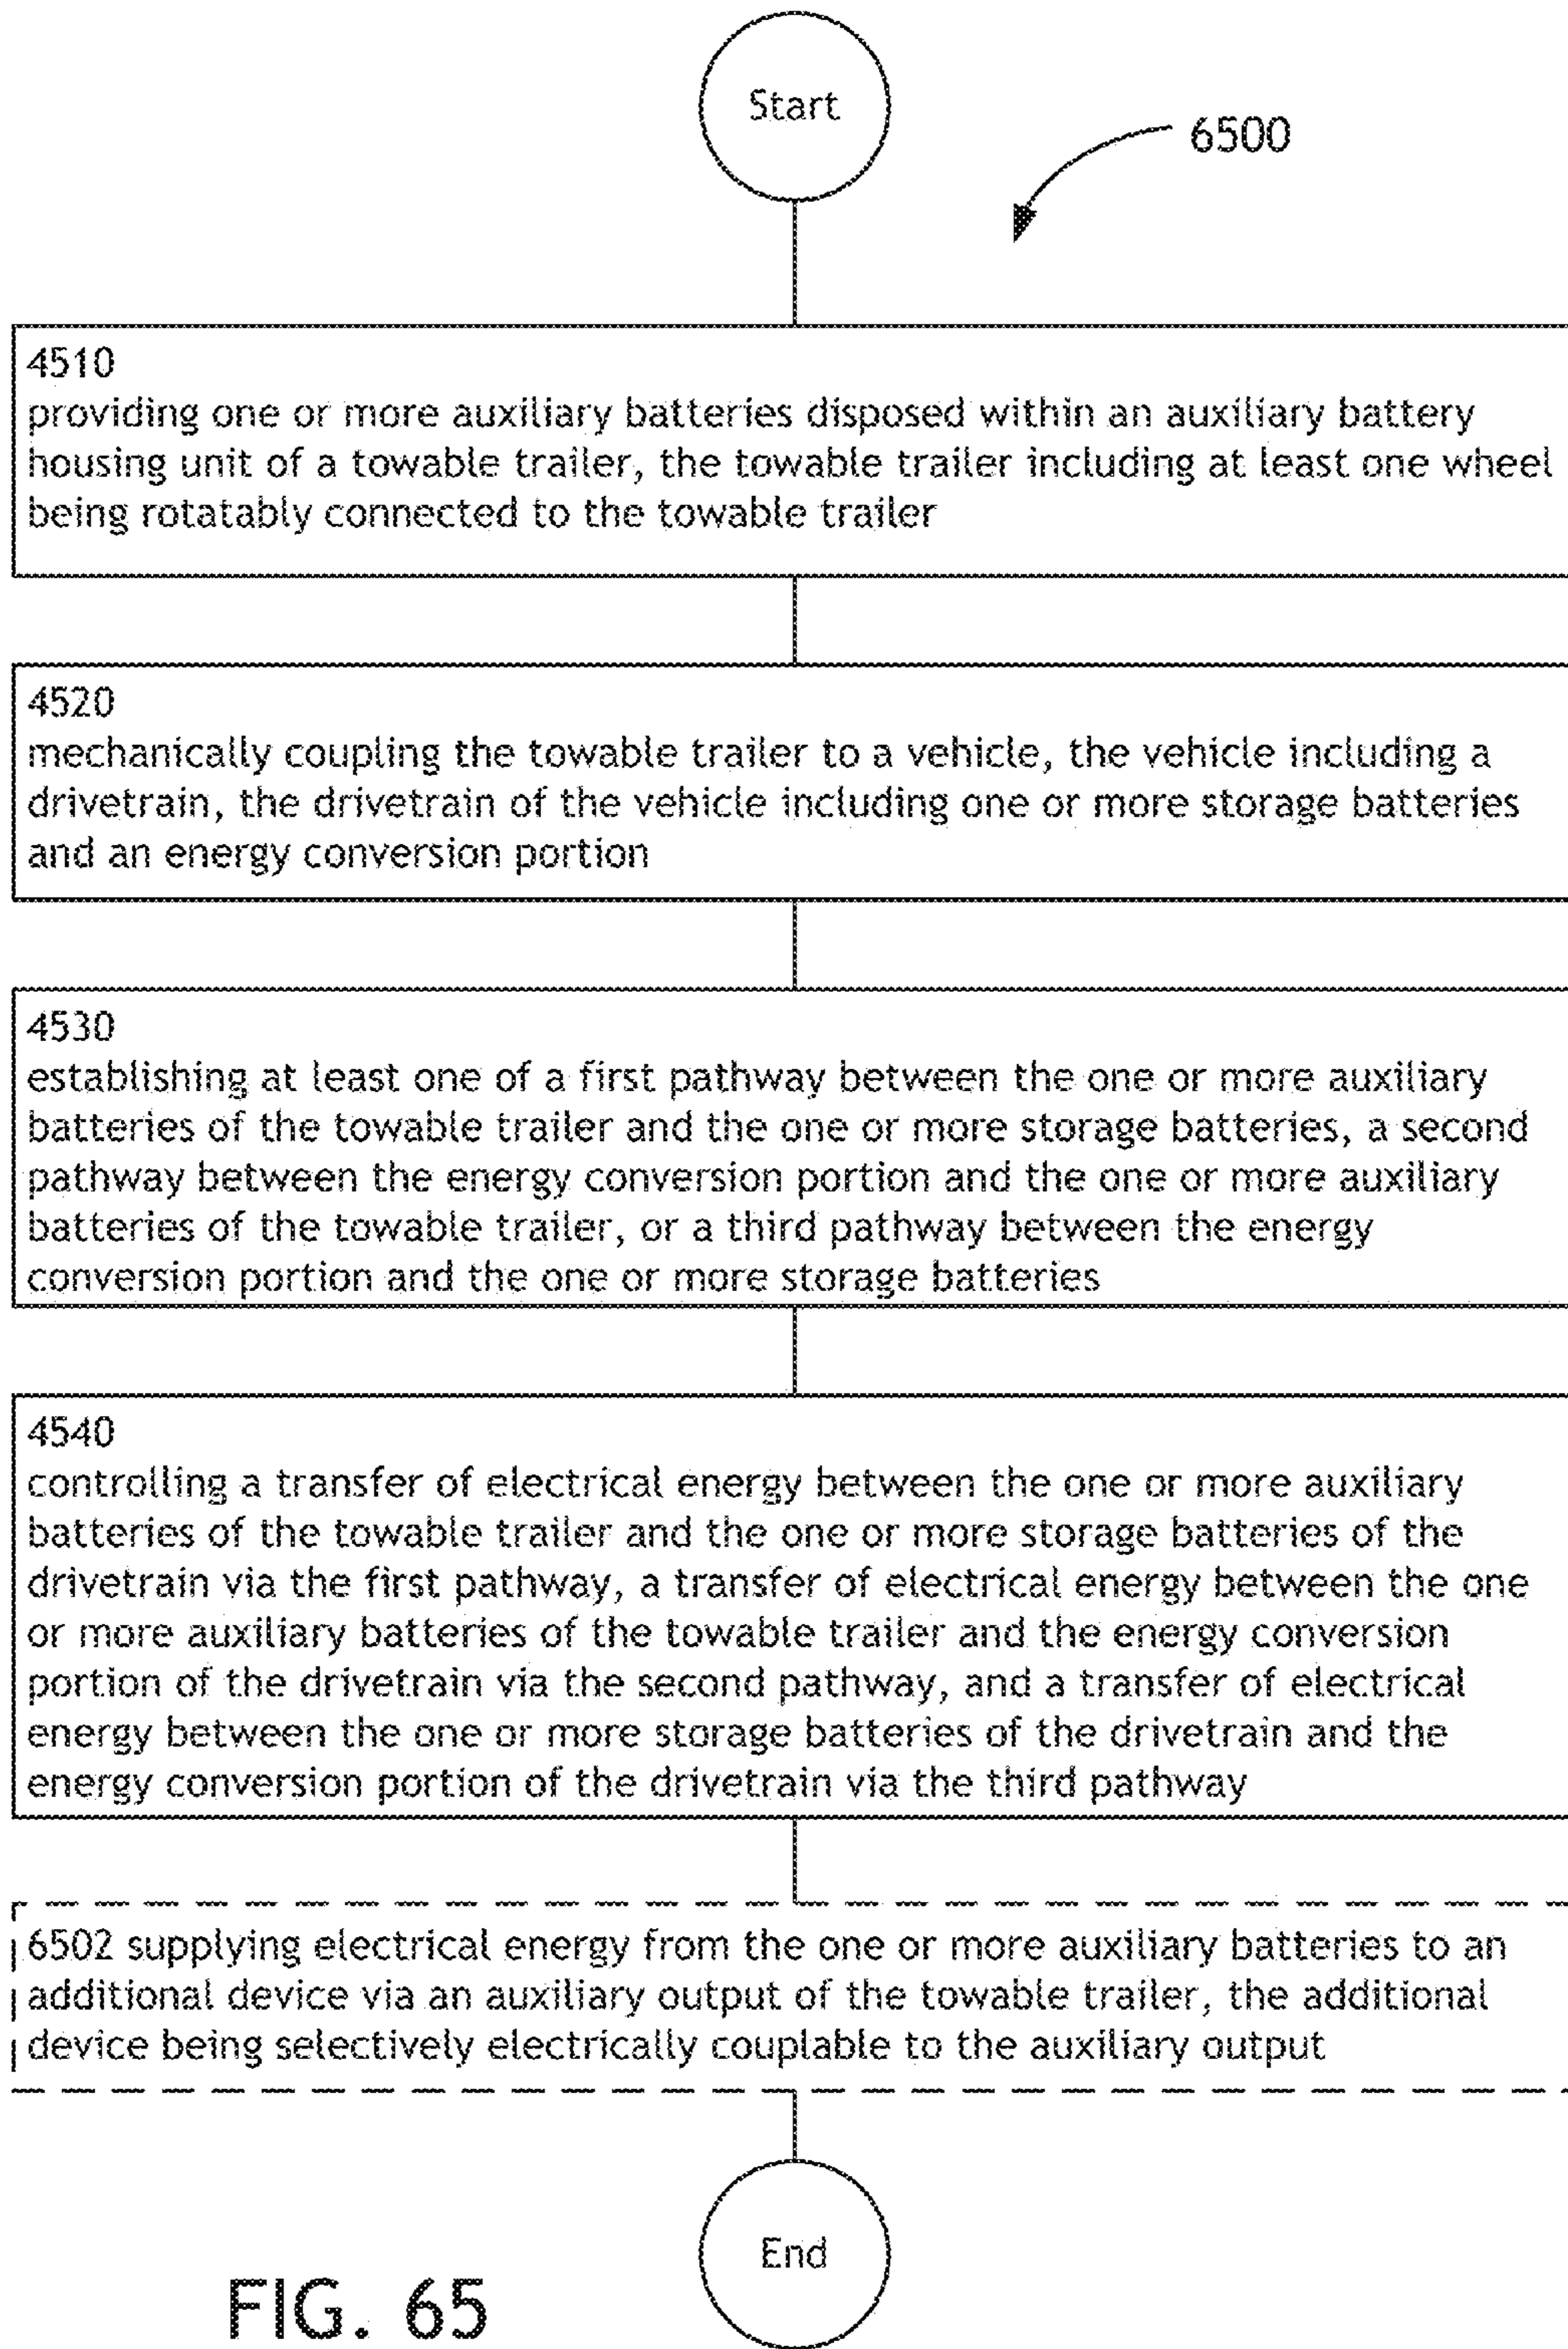 Start
6500
4510
providing one or more auxiliary batteries disposed within an auxiliary battery
housing unit of a towable trailer, the towable trailer including at least one wheel
being rotatably connected to the towable trailer
4520
mechanically coupling the towable trailer to a vehicle, the vehicle including a
drivetrain, the drivetrain of the vehicle including one or more storage batteries
and an energy conversion portion
4530
establishing at least one of a first pathway between the one or more auxiliary
batteries of the towable trailer and the one or more storage batteries, a second
pathway between the energy conversion portion and the one or more auxiliary
batteries of the towable trailer, or a third pathway between the energy
conversion portion and the one or more storage batteries
4540
controlling a transfer of electrical energy between the one or more auxiliary
batteries of the towable trailer and the one or more storage batteries of the
drivetrain via the first pathway, a transfer of electrical energy between the one
or more auxiliary batteries of the towable trailer and the energy conversion
portion of the drivetrain via the second pathway, and a transfer of electrical
energy between the one or more storage batteries of the drivetrain and the
energy conversion portion of the drivetrain via the third pathway
6502 supplying electrical energy from the one or more auxiliary batteries to an
additional device via an auxiliary output of the towable trailer, the additional
device being selectively electrically couplable to the auxiliary output
End
FIG. 65